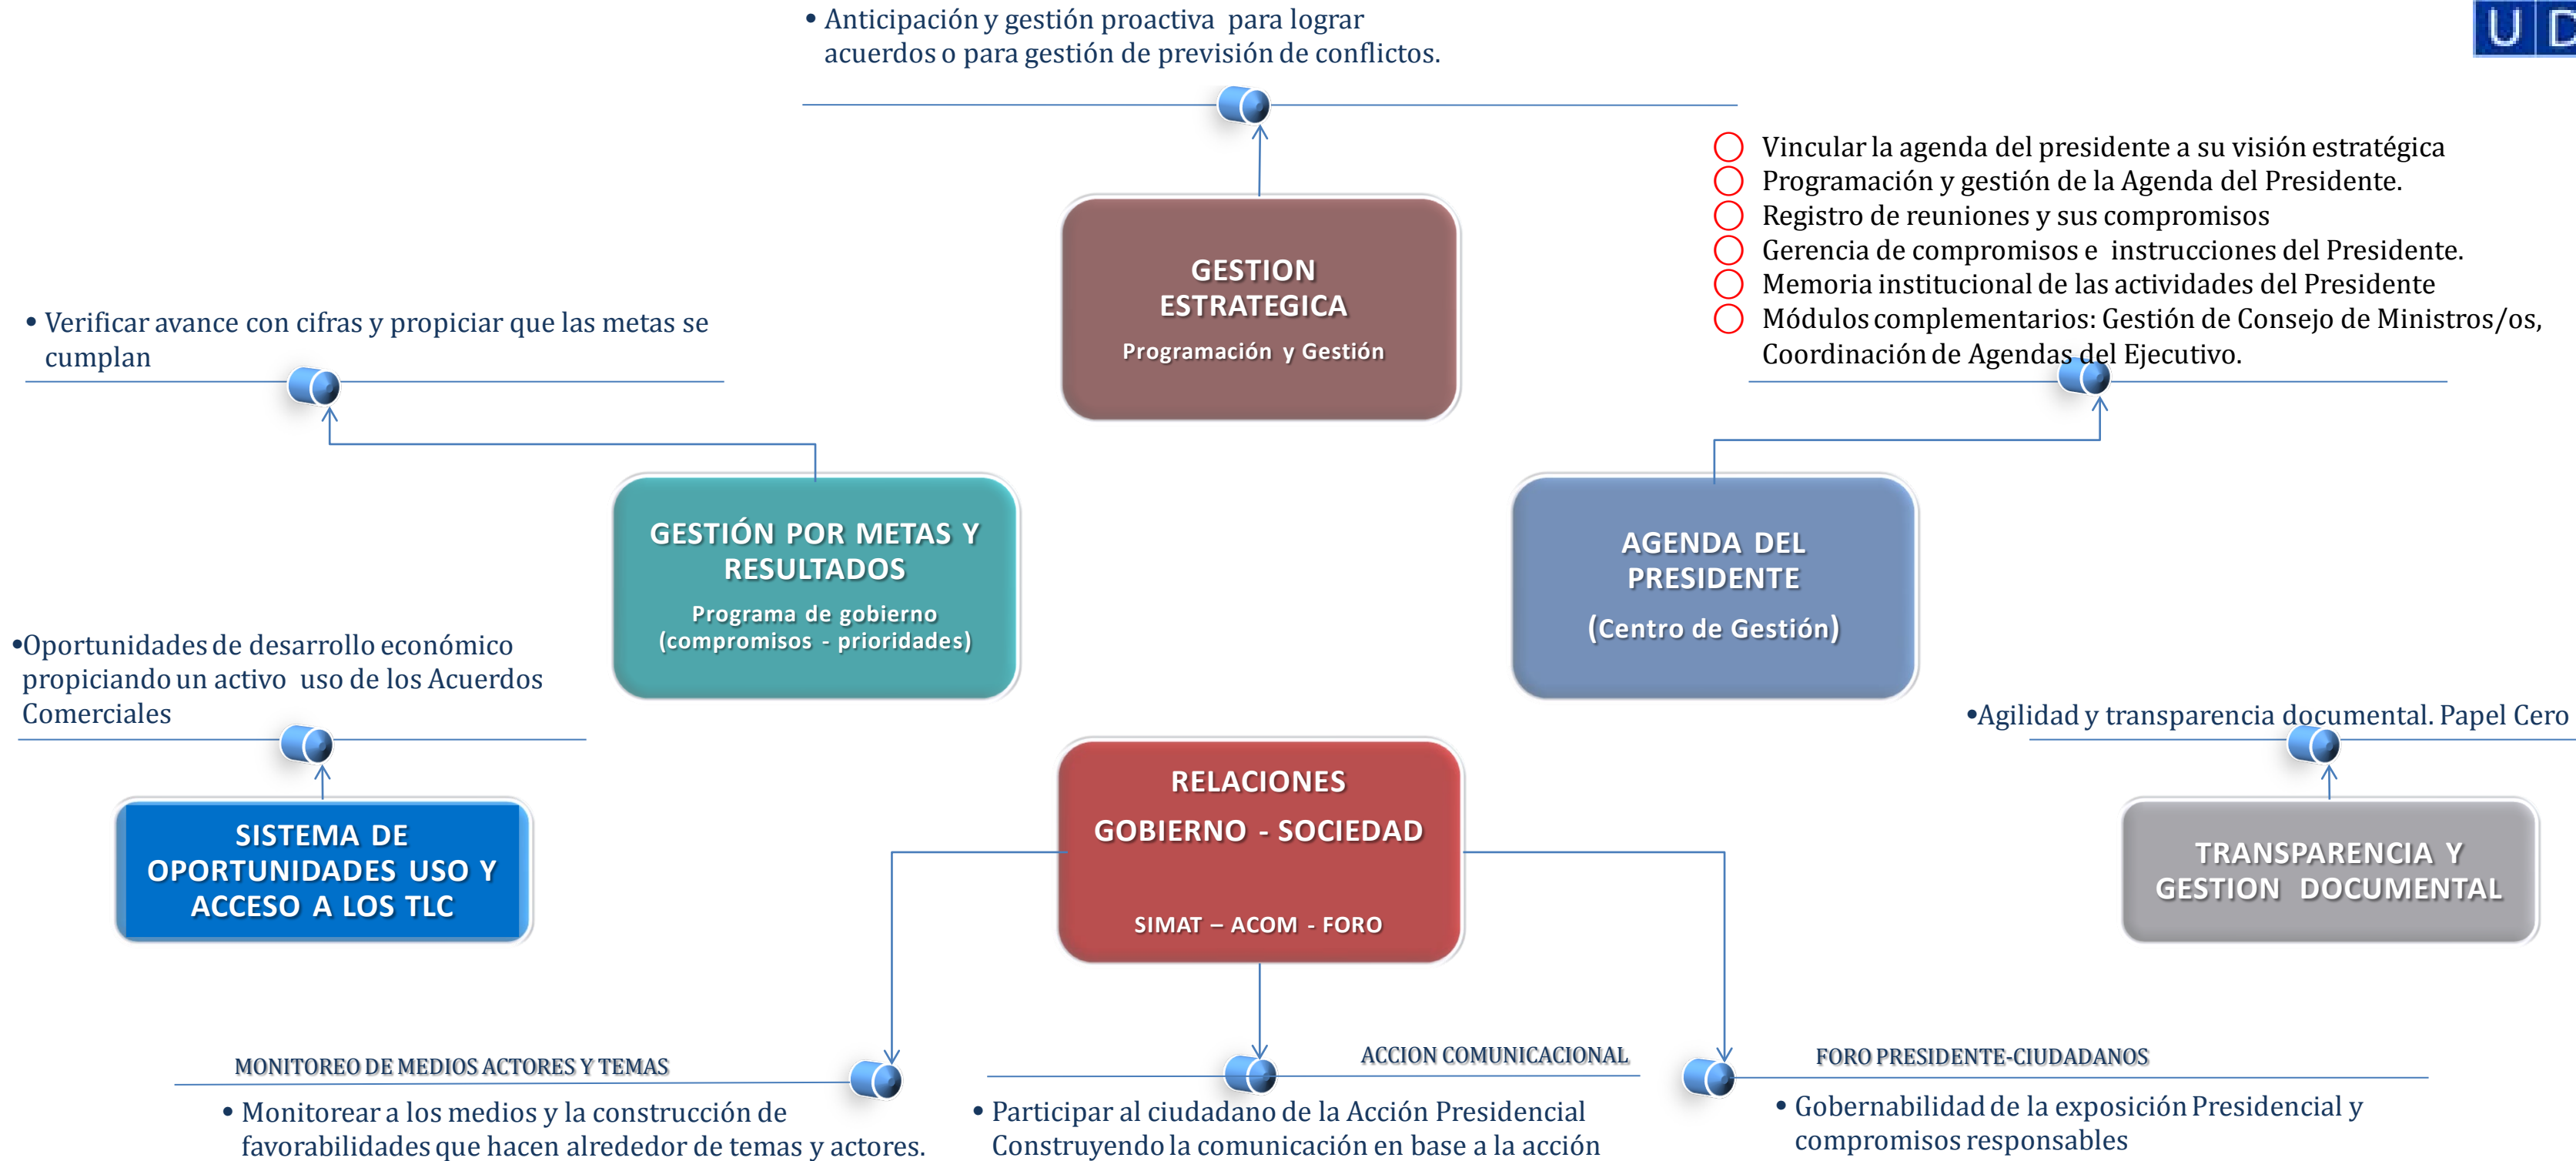 • Anticipación y gestión proactiva para lograr
acuerdos o para gestión de previsión de conflictos.
U D
Vincular la agenda del presidente a su visión estratégica
Programación y gestión de la Agenda del Presidente.
Registro de reuniones y sus compromisos
Gerencia de compromisos e instrucciones del Presidente.
Memoria institucional de las actividades del Presidente
Módulos complementarios: Gestión de Consejo de Ministros/os,
Coordinación de Agendas del Ejecutivo.
GESTION
ESTRATEGICA
Programación y Gestión
• Verificar avance con cifras y propiciar que las metas se
cumplan
GESTIÓN POR METAS Y
RESULTADOS
Programa de gobierno
(compromisos - prioridades)
AGENDA DEL
PRESIDENTE
(Centro de Gestión)
•Oportunidades de desarrollo económico
propiciando un activo uso de los Acuerdos
Comerciales
•Agilidad y transparencia documental. Papel Cero
SISTEMA DE
OPORTUNIDADES USO Y
ACCESO A LOS TLC
RELACIONES
GOBIERNO - SOCIEDAD
SIMAT – ACOM - FORO
TRANSPARENCIA Y
GESTION DOCUMENTAL
MONITOREO DE MEDIOS ACTORES Y TEMAS
• Monitorear a los medios y la construcción de
favorabilidades que hacen alrededor de temas y actores.
ACCION COMUNICACIONAL
• Participar al ciudadano de la Acción Presidencial
Construyendo la comunicación en base a la acción
FORO PRESIDENTE-CIUDADANOS
• Gobernabilidad de la exposición Presidencial y
compromisos responsables